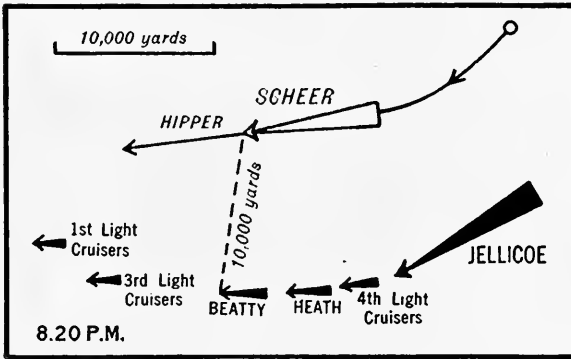 10,000 yards
SCHEER
HIPPER
10,000 yards
1st Light
Cruisers
3rd Light
Cruisers
BEATTY
HEATH
4th Light
Cruisers
JELLICOE
8.20 P.M.